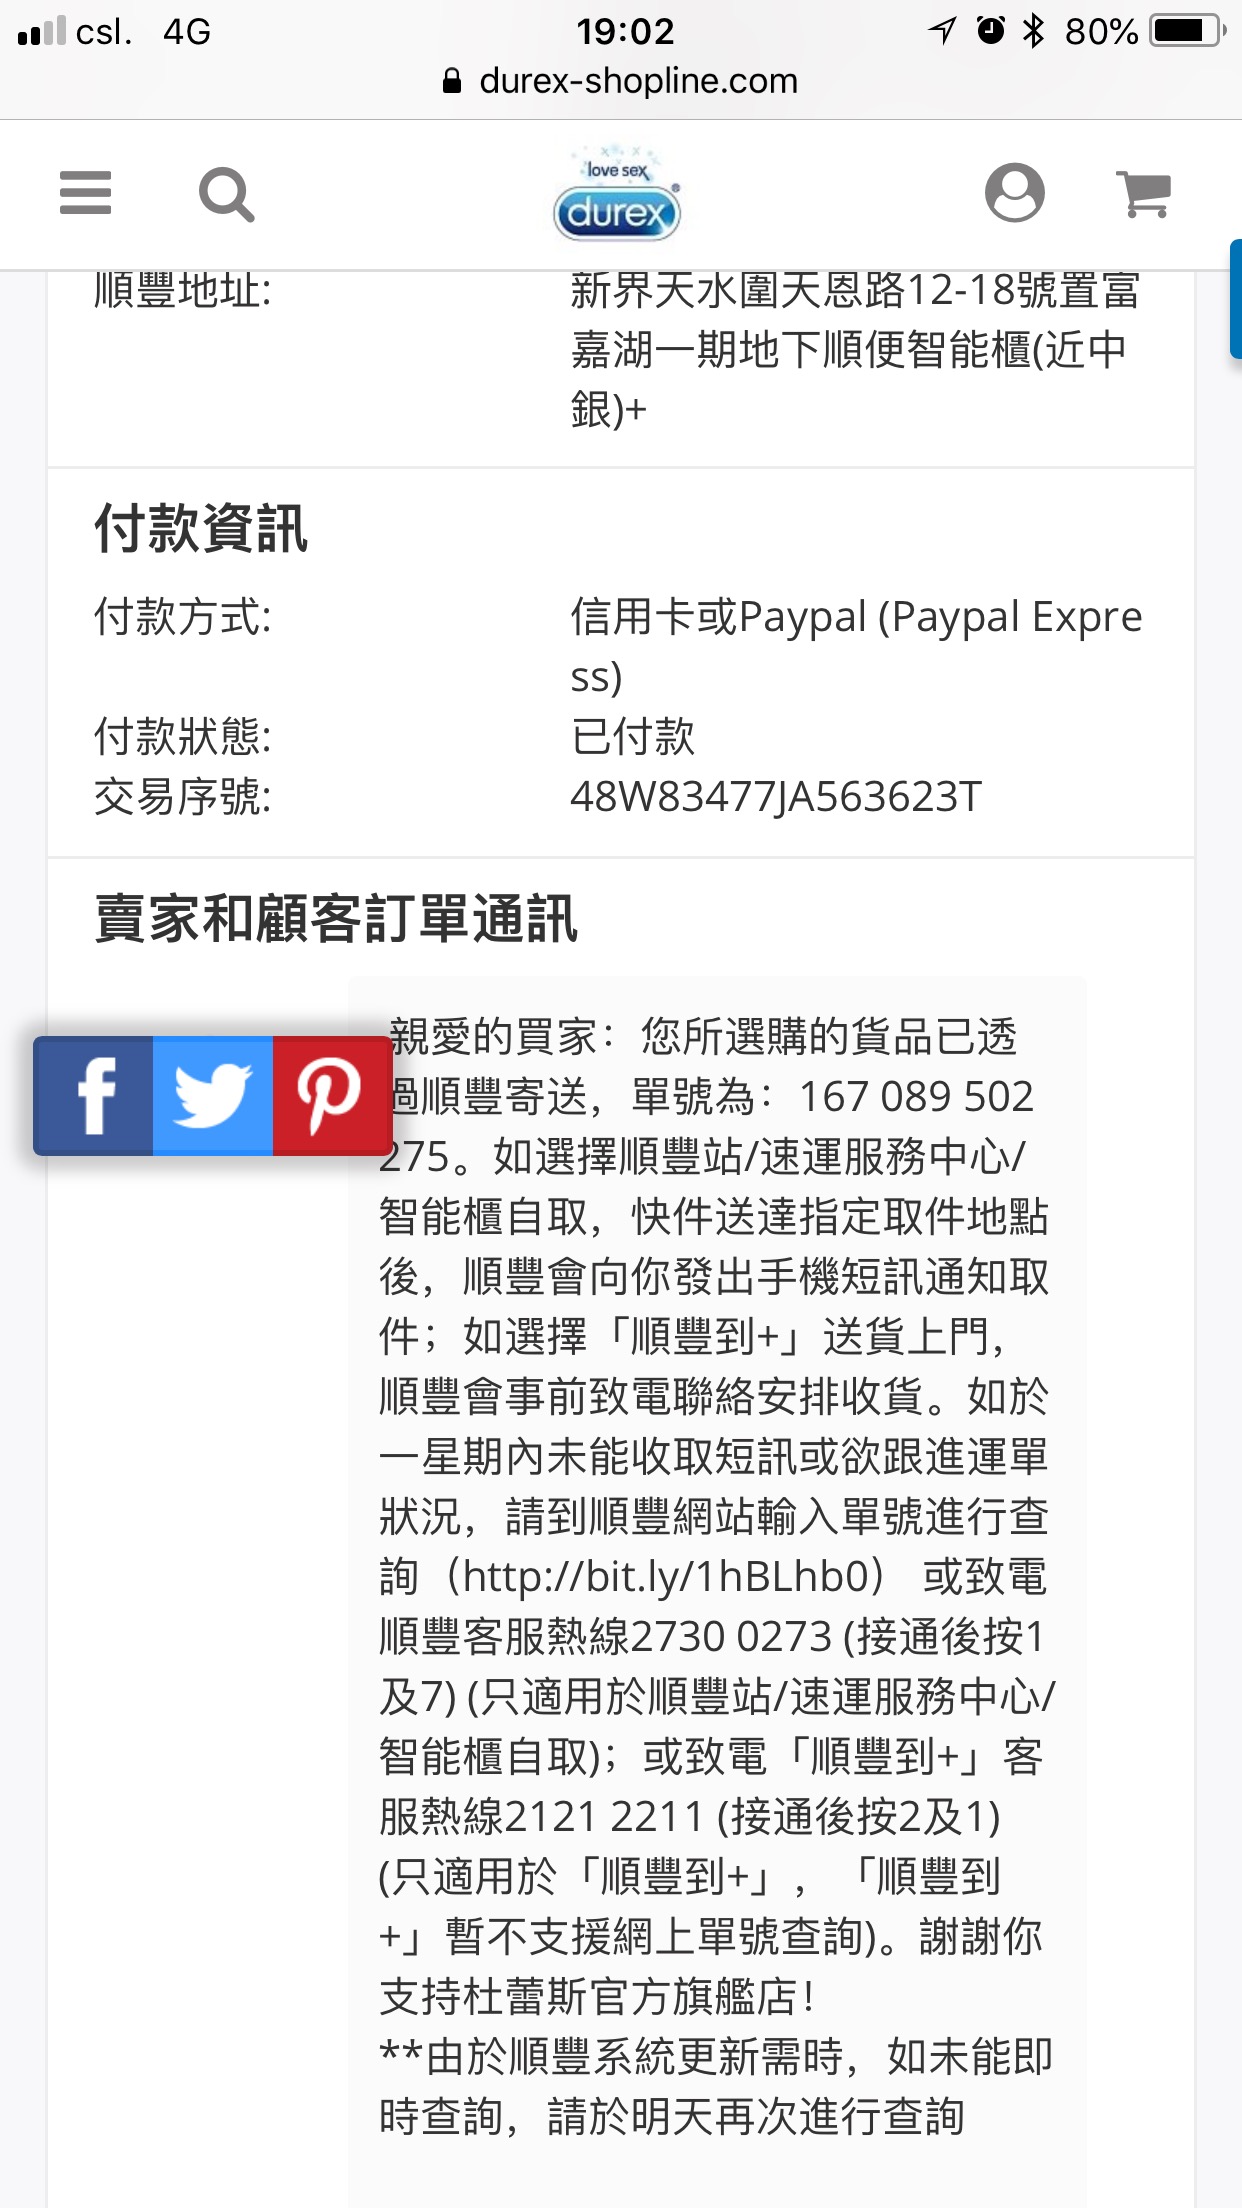 csl. 4G 19:02 80%
durex-shopline.com
love sex
durex®
順豐地址: 新界天水圍天恩路12-18號置富
嘉湖一期地下順便智能櫃(近中
銀)+
付款資訊
付款方式: 信用卡或Paypal (Paypal Expre
ss)
付款狀態: 已付款
交易序號: 48W83477JA563623T
賣家和顧客訂單通訊
親愛的買家：您所選購的貨品已透
過順豐寄送，單號為：167 089 502
275。如選擇順豐站/速運服務中心/
智能櫃自取，快件送達指定取件地點
後，順豐會向你發出手機短訊通知取
件；如選擇「順豐到+」送貨上門，
順豐會事前致電聯絡安排收貨。如於
一星期內未能收取短訊或欲跟進運單
狀況，請到順豐網站輸入單號進行查
詢（http://bit.ly/1hBLhb0） 或致電
順豐客服熱線2730 0273 (接通後按1
及7) (只適用於順豐站/速運服務中心/
智能櫃自取)；或致電「順豐到+」客
服熱線2121 2211 (接通後按2及1)
(只適用於「順豐到+」，「順豐到
+」暫不支援網上單號查詢)。謝謝你
支持杜蕾斯官方旗艦店！
**由於順豐系統更新需時，如未能即
時查詢，請於明天再次進行查詢